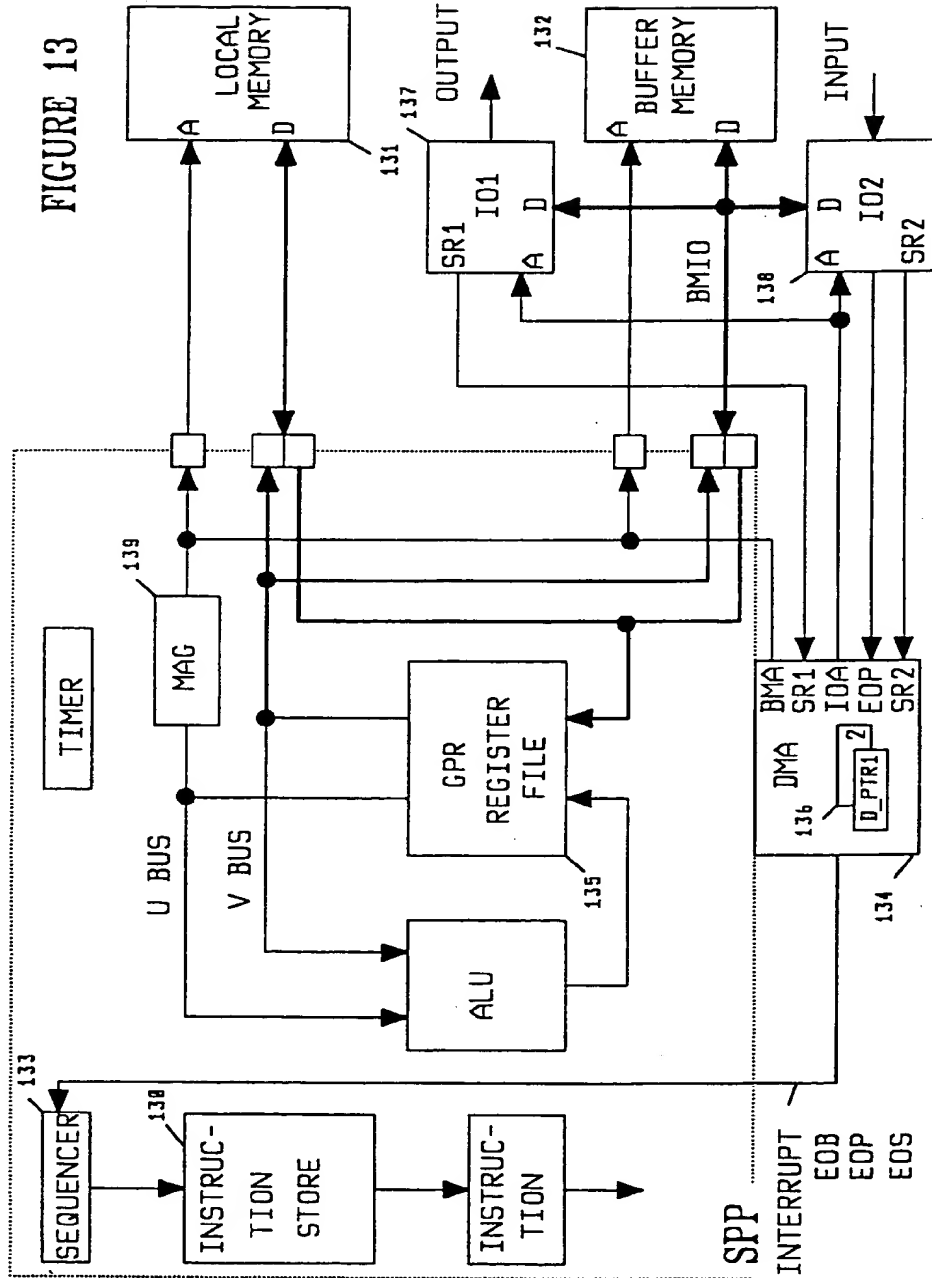 FIGURE 13
LOCAL
MEMORY
A
D
131
OUTPUT
137
IO1
SR1
A
D
132
BUFFER
MEMORY
A
D
BMIO
INPUT
IO2
138
A
D
SR2
TIMER
139
MAG
U BUS
V BUS
GPR
REGISTER
FILE
135
ALU
133
SEQUENCER
130
INSTRUC-
TION
STORE
INSTRUC-
TION
BMA
SR1
IOA
EOP
SR2
DMA
136
D_PTR1
2
134
SPP
INTERRUPT
EOB
EOP
EOS